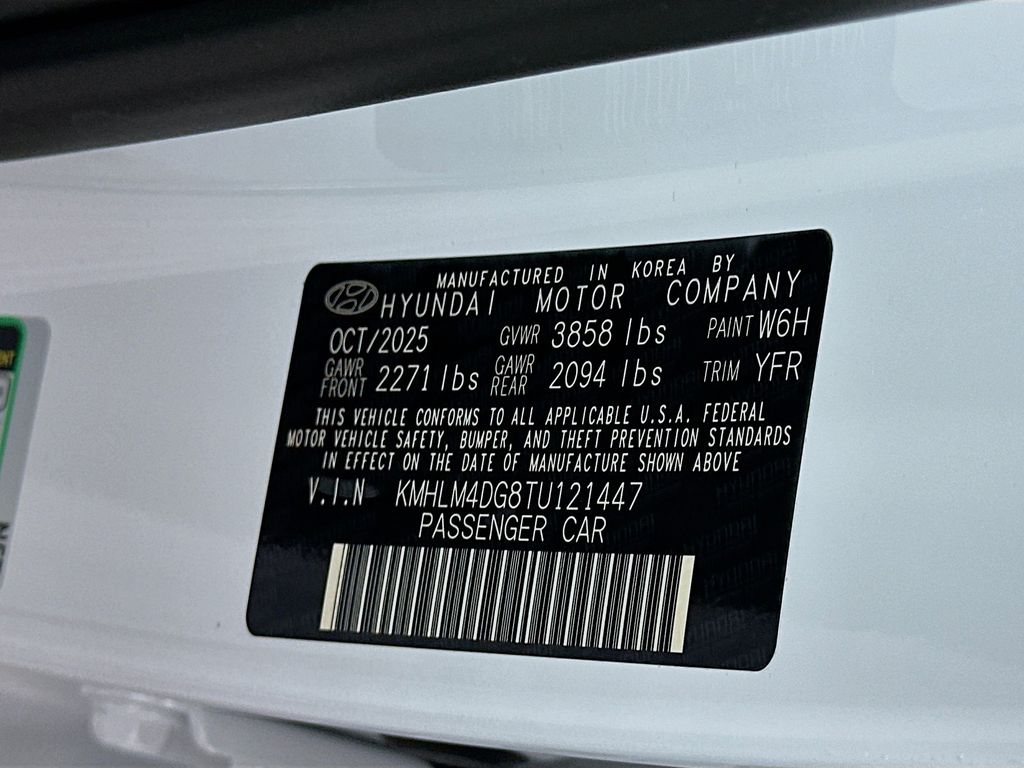 MANUFACTURED IN KOREA BY
HYUNDAI MOTOR COMPANY
OCT/2025 GVWR 3858 lbs PAINT W6H
GAWR FRONT 2271 lbs GAWR REAR 2094 lbs TRIM YFR
THIS VEHICLE CONFORMS TO ALL APPLICABLE U.S.A. FEDERAL
MOTOR VEHICLE SAFETY, BUMPER, AND THEFT PREVENTION STANDARDS
IN EFFECT ON THE DATE OF MANUFACTURE SHOWN ABOVE
V.I.N KMHLM4DG8TU121447
PASSENGER CAR